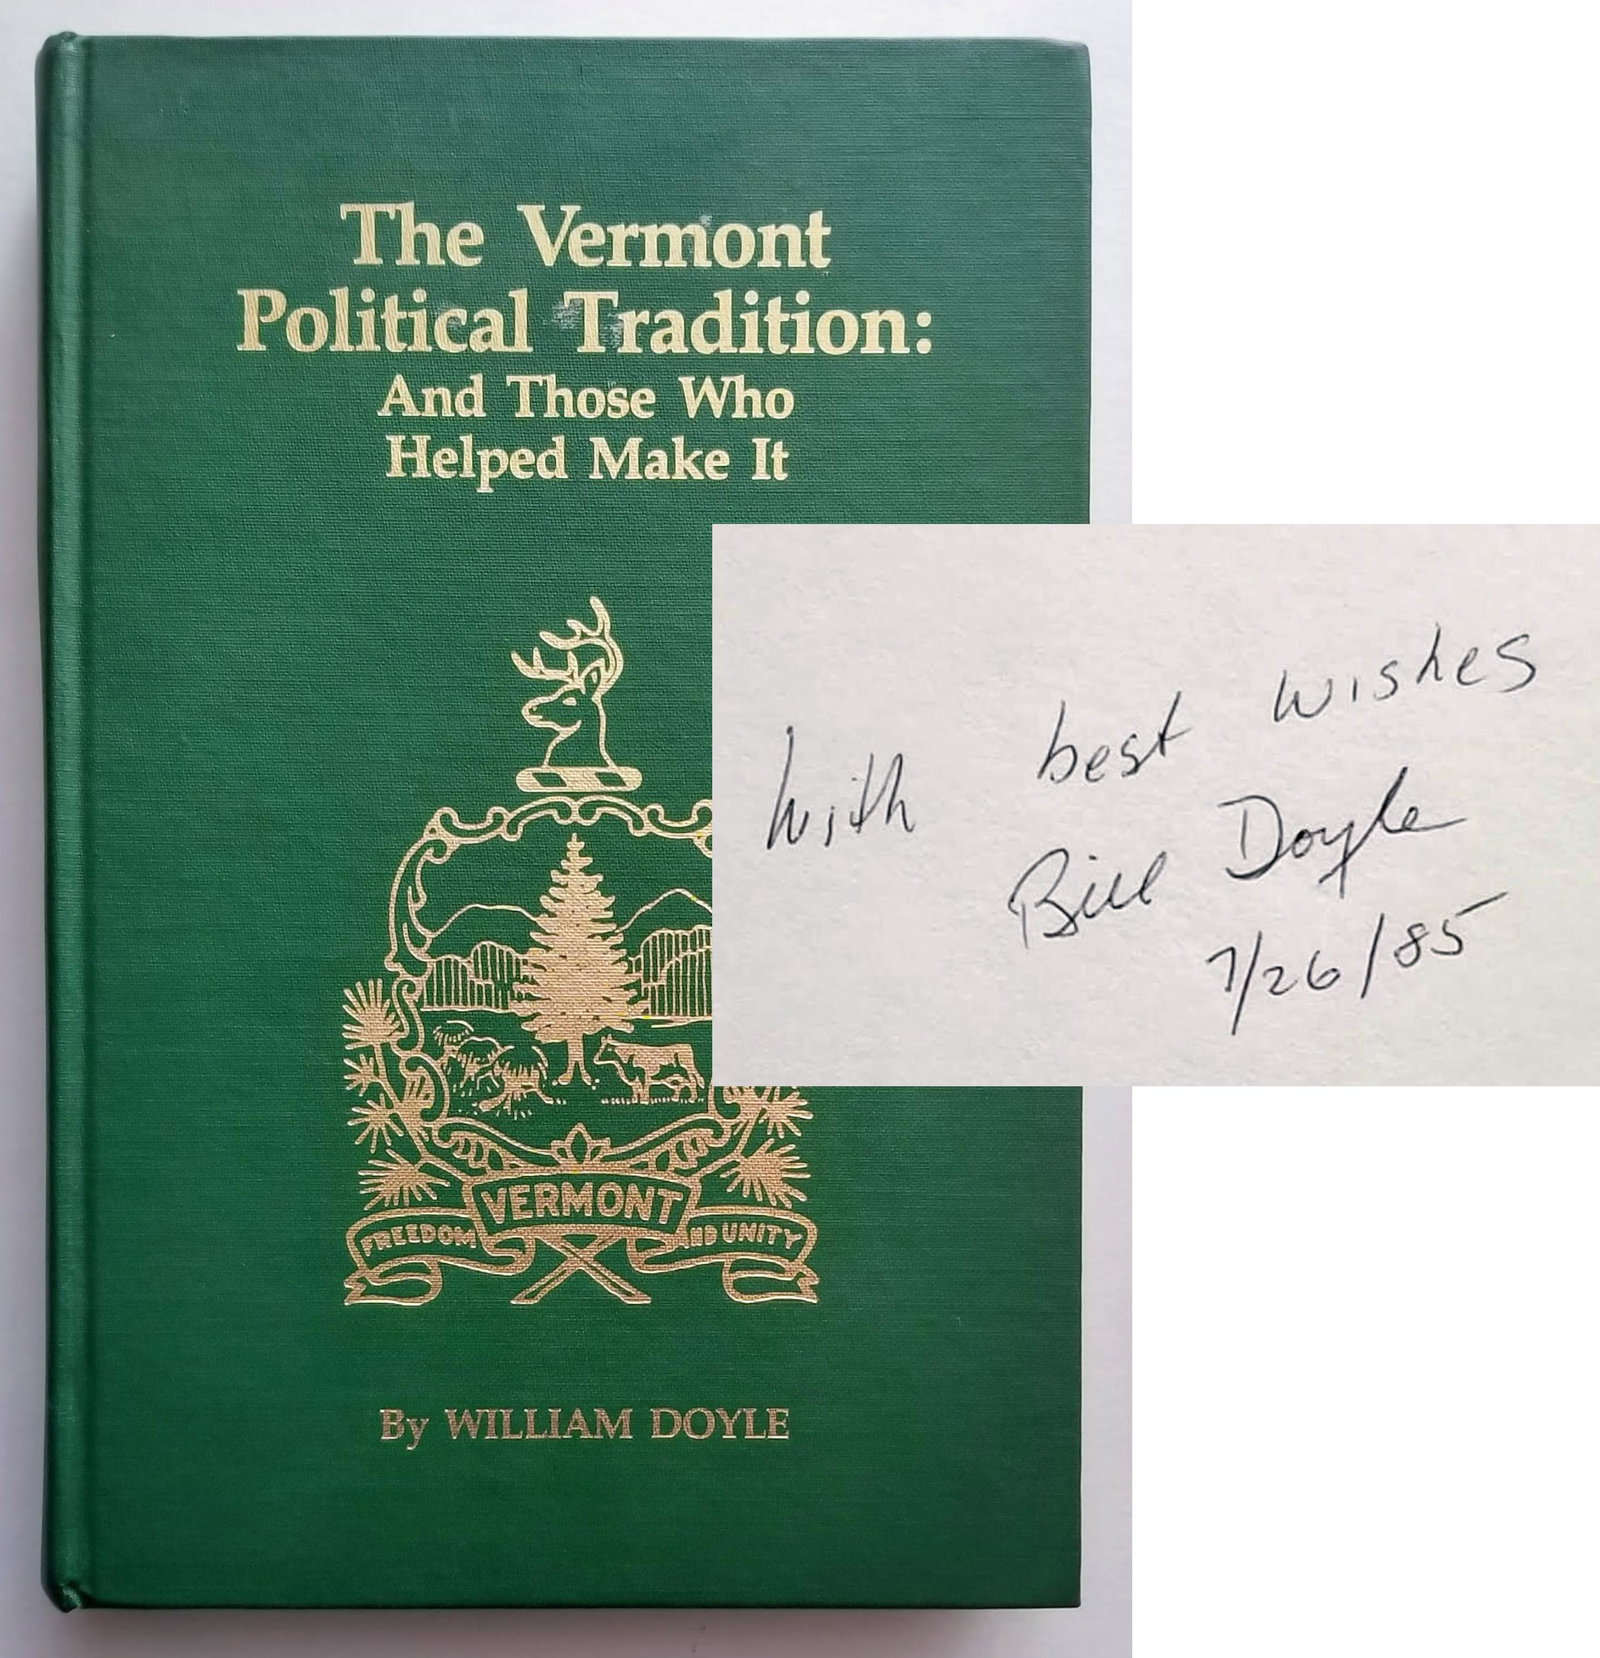 The Vermont
Political Tradition:
And Those Who
Helped Make It
VERMONT
FREEDOM AND UNITY
By WILLIAM DOYLE
With best wishes
Bill Doyle
7/26/85